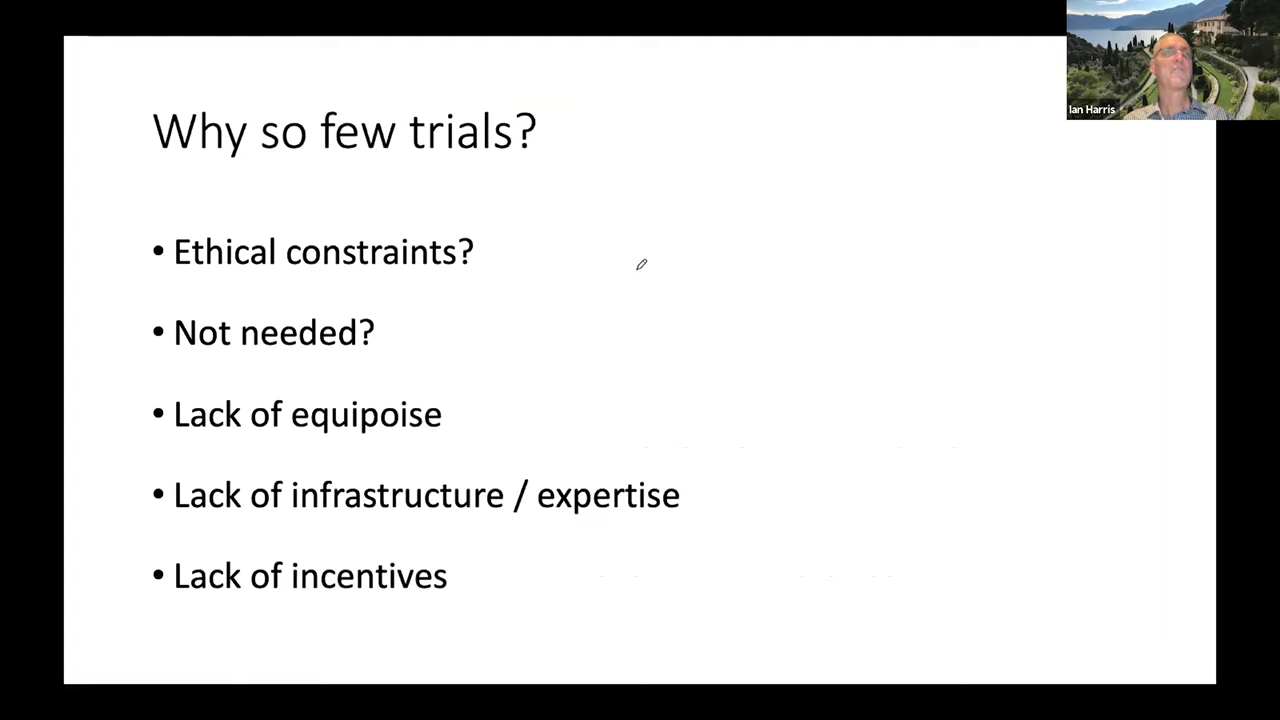 Ian Harris
Why so few trials?
• Ethical constraints?
• Not needed?
• Lack of equipoise
• Lack of infrastructure / expertise
• Lack of incentives